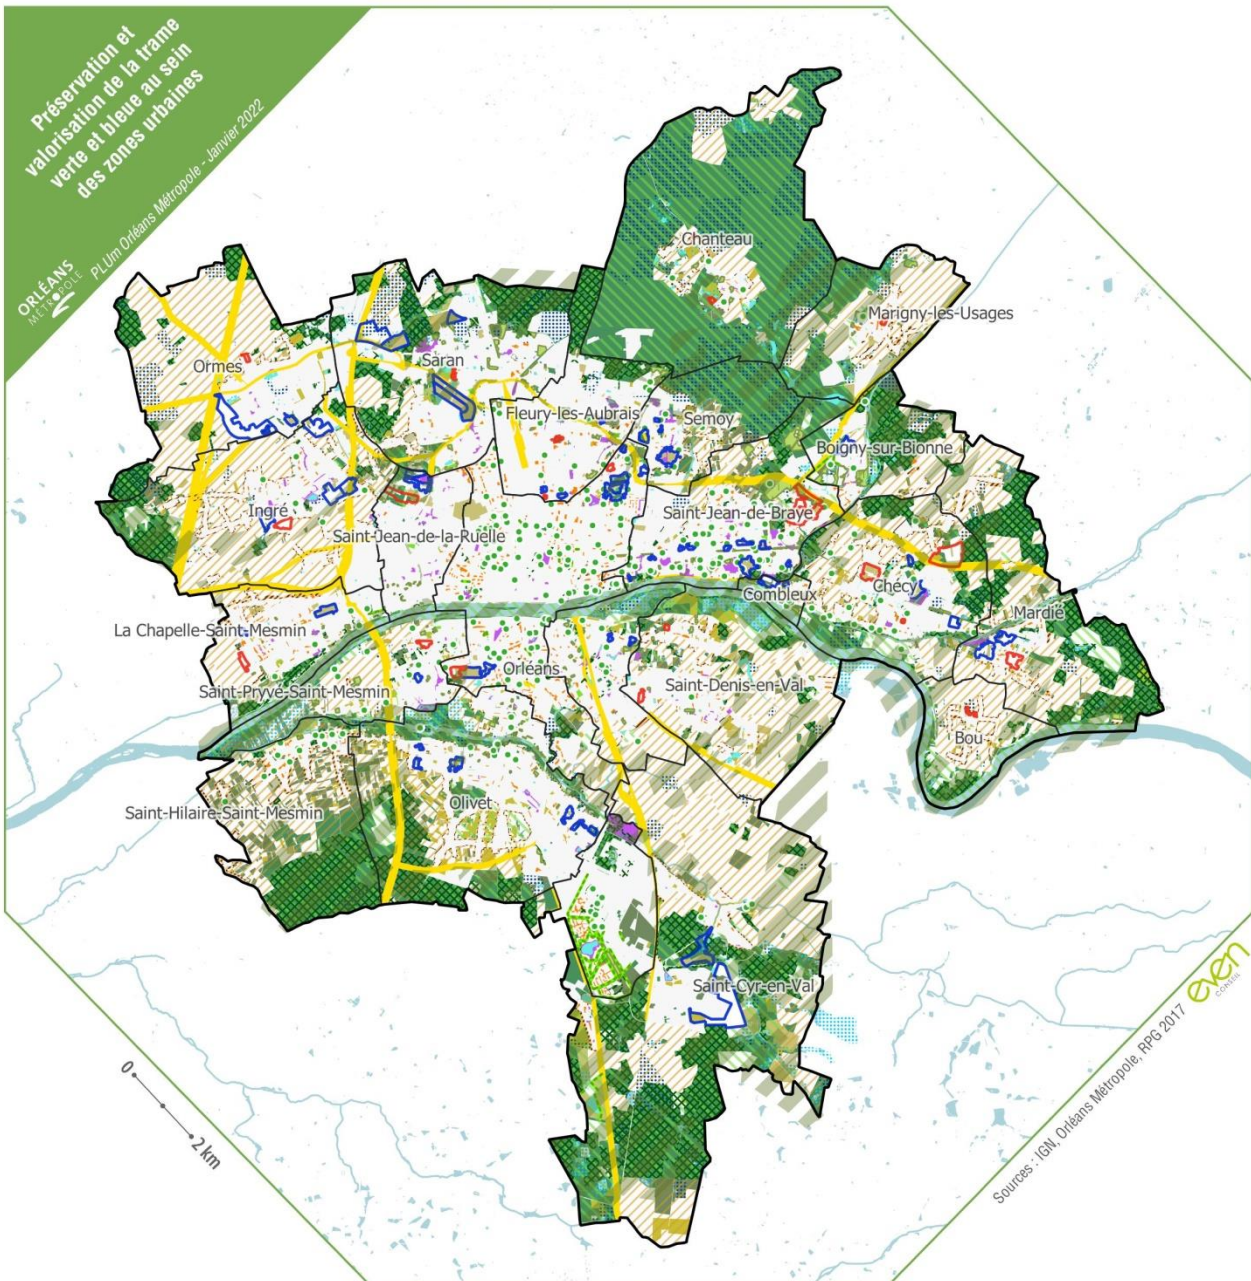 Préservation et
valorisation de la trame
verte et bleue au sein
des zones urbaines
PLUm Orléans Métropole - Janvier 2022
ORLÉANS
MÉTROPOLE
Chanteau
Marigny-les-Usages
Ormes
Saran
Fleury-les-Aubrais
Semoy
Boigny-sur-Bionne
Ingré
Saint-Jean-de-la-Ruelle
Saint-Jean-de-Braye
Combleux
Chécy
Mardié
La Chapelle-Saint-Mesmin
Saint-Pryvé-Saint-Mesmin
Orléans
Saint-Denis-en-Val
Bou
Saint-Hilaire-Saint-Mesmin
Olivet
Saint-Cyr-en-Val
0
2 km
Sources : IGN, Orléans Métropole, RPG 2017
even
CONSEIL